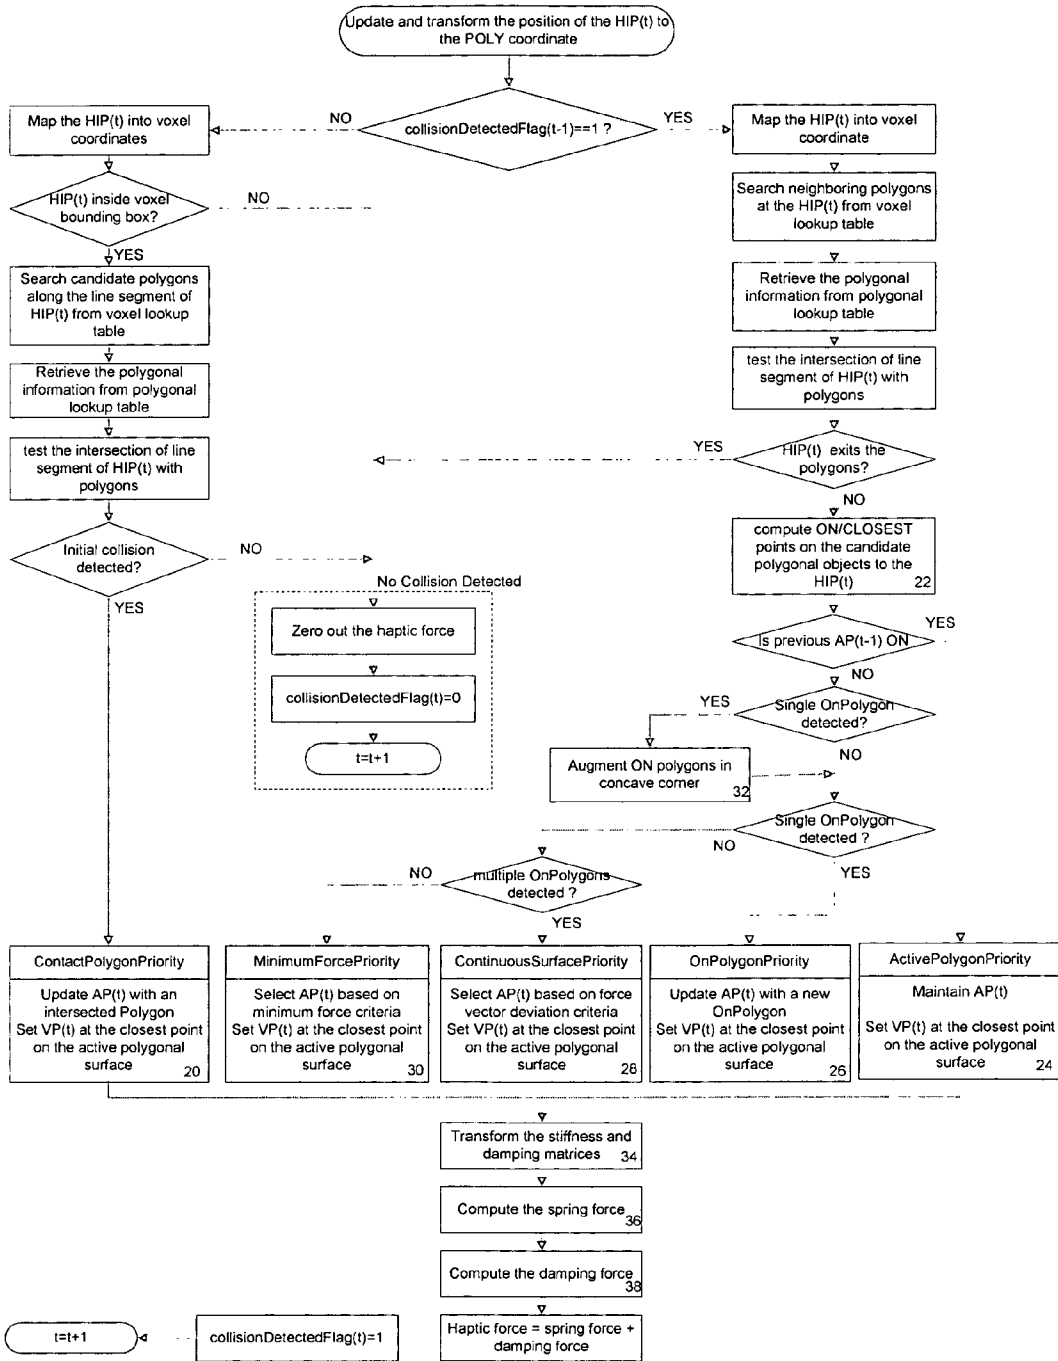 Update and transform the position of the HIP(t) to
the POLY coordinate
collisionDetectedFlag(t-1)==1 ?
NO
YES
Map the HIP(t) into voxel
coordinates
HIP(t) inside voxel
bounding box?
NO
YES
Search candidate polygons
along the line segment of
HIP(t) from voxel lookup
table
Retrieve the polygonal
information from polygonal
lookup table
test the intersection of line
segment of HIP(t) with
polygons
Initial collision
detected?
NO
YES
No Collision Detected
Zero out the haptic force
collisionDetectedFlag(t)=0
t=t+1
Map the HIP(t) into voxel
coordinate
Search neighboring polygons
at the HIP(t) from voxel
lookup table
Retrieve the polygonal
information from polygonal
lookup table
test the intersection of line
segment of HIP(t) with
polygons
HIP(t) exits the
polygons?
YES
NO
compute ON/CLOSEST
points on the candidate
polygonal objects to the
HIP(t)
22
Is previous AP(t-1) ON
YES
NO
Single OnPolygon
detected?
YES
NO
Augment ON polygons in
concave corner
32
Single OnPolygon
detected ?
NO
YES
multiple OnPolygons
detected ?
NO
YES
ContactPolygonPriority
Update AP(t) with an
intersected Polygon
Set VP(t) at the closest point
on the active polygonal
surface
20
MinimumForcePriority
Select AP(t) based on
minimum force criteria
Set VP(t) at the closest point
on the active polygonal
surface
30
ContinuousSurfacePriority
Select AP(t) based on force
vector deviation criteria
Set VP(t) at the closest point
on the active polygonal
surface
28
OnPolygonPriority
Update AP(t) with a new
OnPolygon
Set VP(t) at the closest point
on the active polygonal
surface
26
ActivePolygonPriority
Maintain AP(t)
Set VP(t) at the closest point
on the active polygonal
surface
24
Transform the stiffness and
damping matrices
34
Compute the spring force
36
Compute the damping force
38
Haptic force = spring force +
damping force
collisionDetectedFlag(t)=1
t=t+1